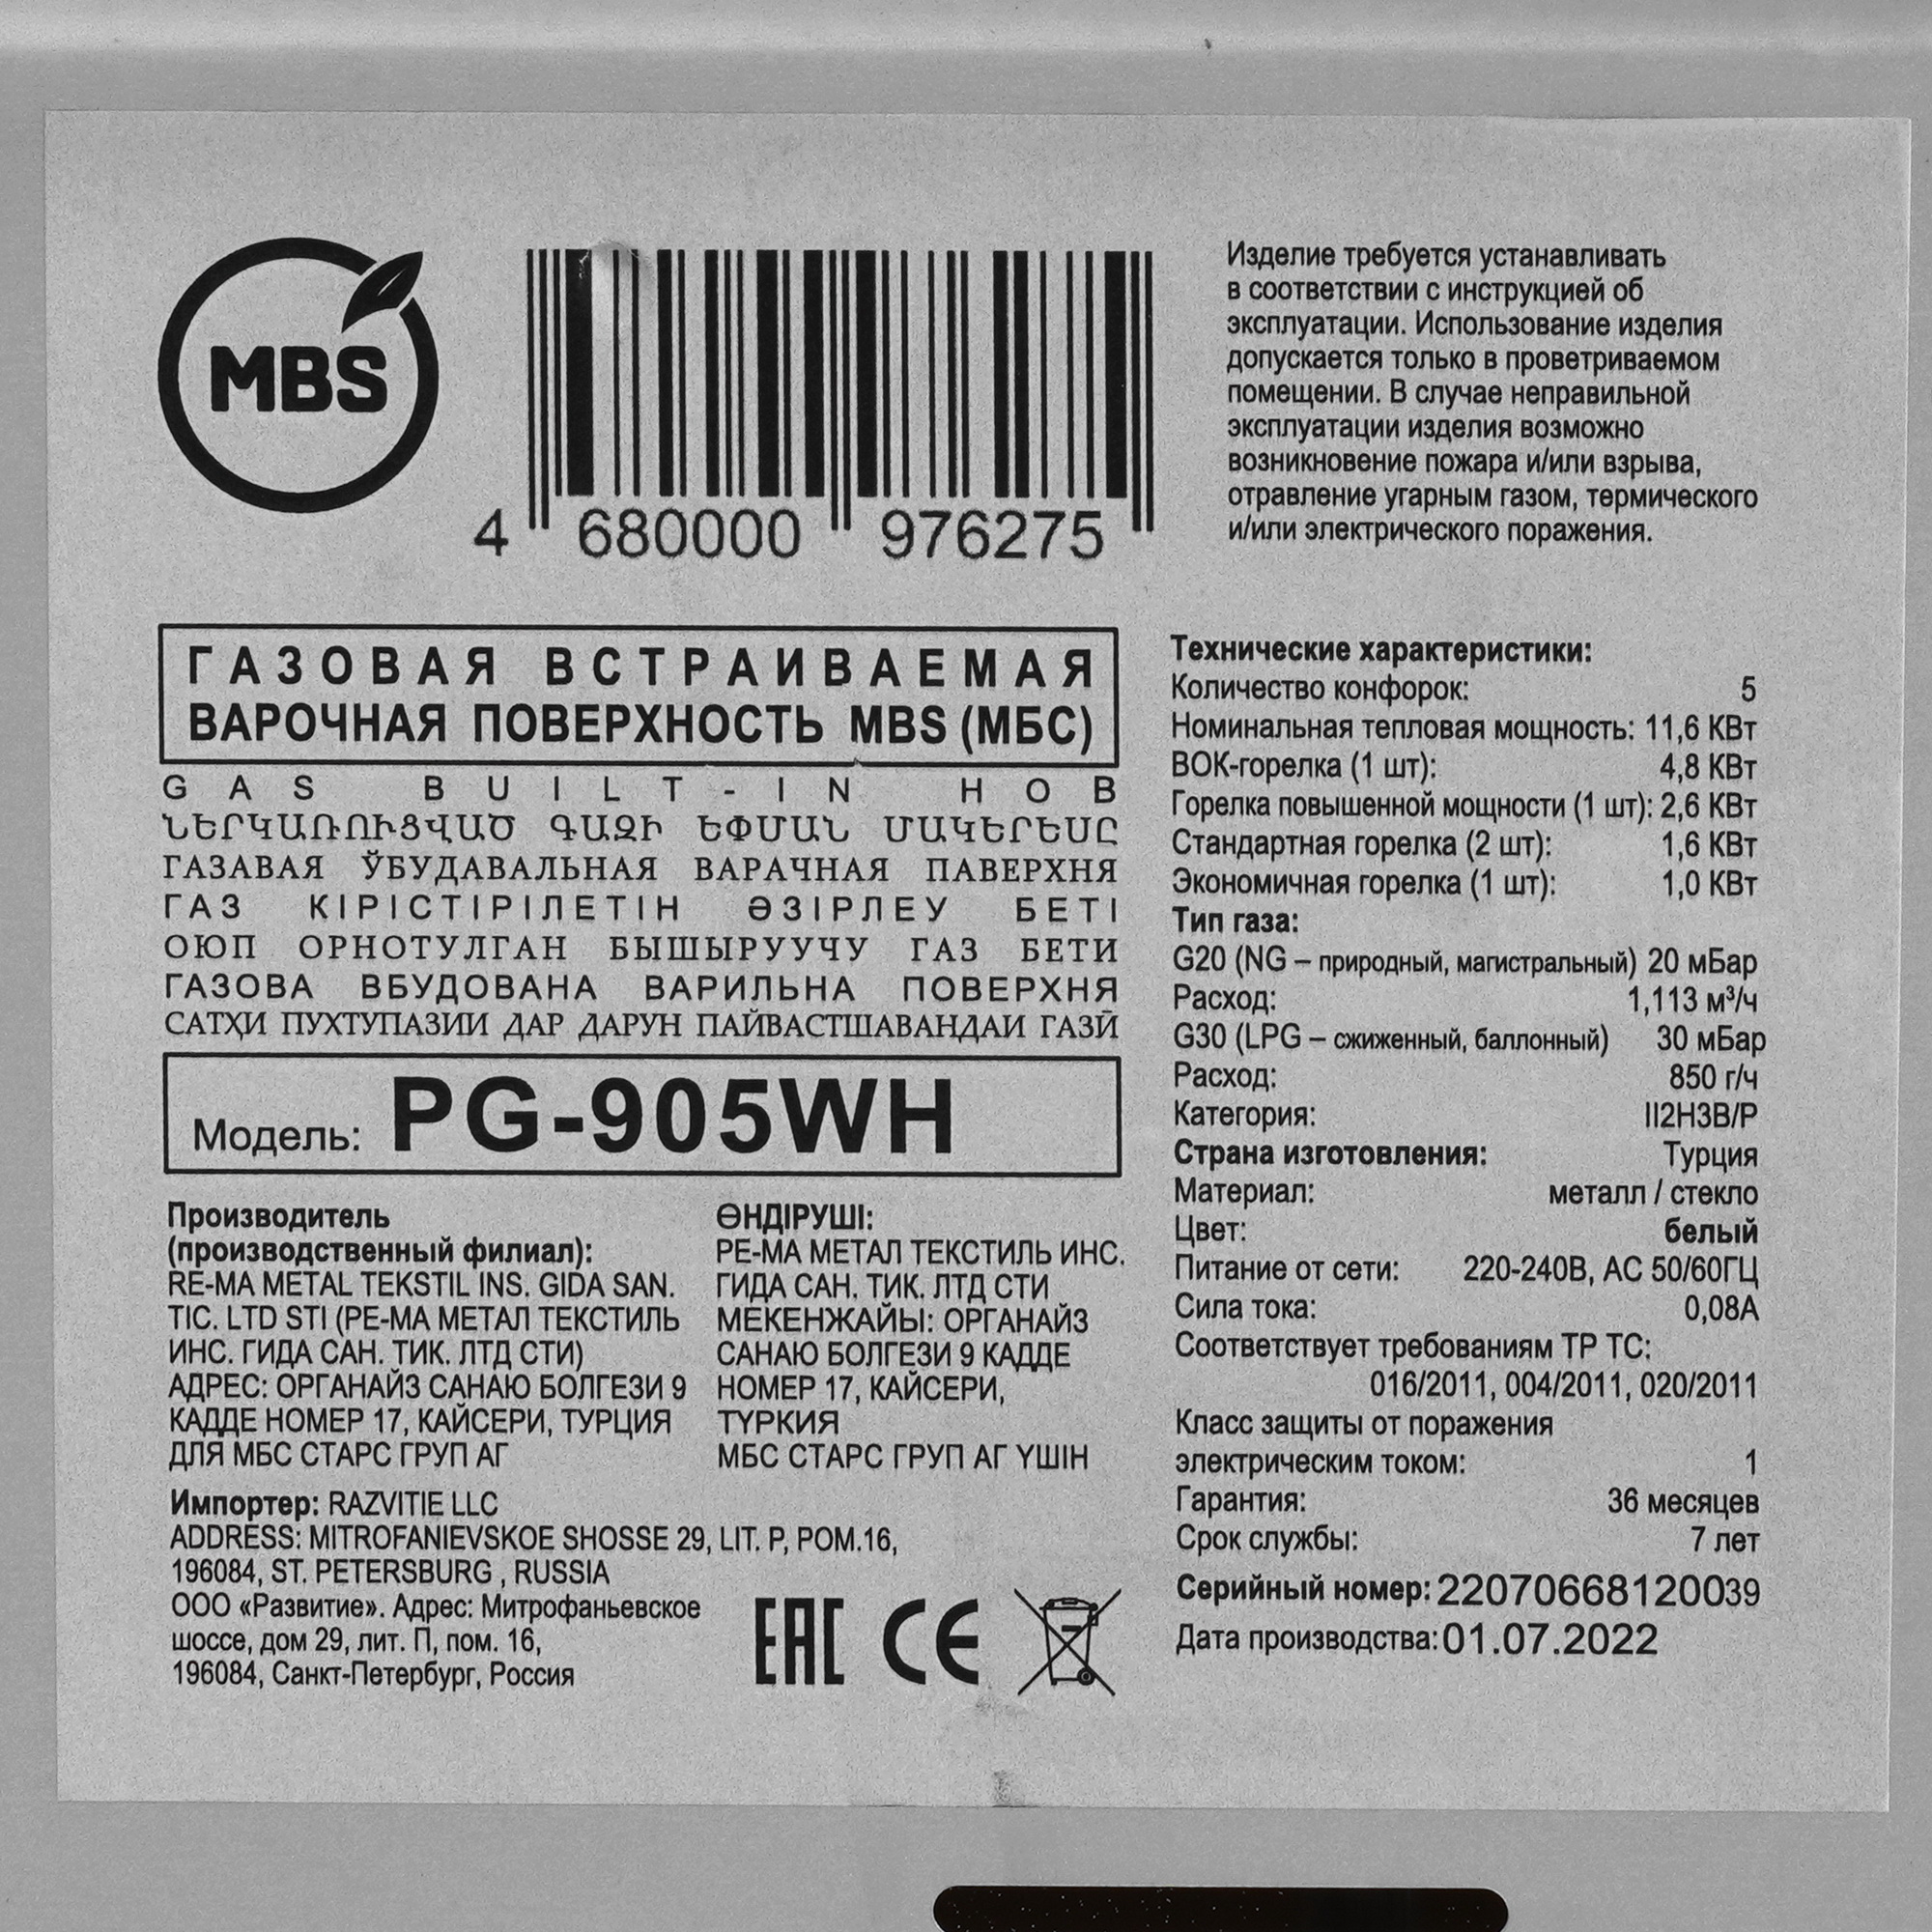 MBS
4 680000 976275
Изделие требуется устанавливать
в соответствии с инструкцией об
эксплуатации. Использование изделия
допускается только в проветриваемом
помещении. В случае неправильной
эксплуатации изделия возможно
возникновение пожара и/или взрыва,
отравление угарным газом, термического
и/или электрического поражения.
ГАЗОВАЯ ВСТРАИВАЕМАЯ
ВАРОЧНАЯ ПОВЕРХНОСТЬ MBS (МБС)
GAS BUILT-IN HOB
ՆԵՐԿԱՌՈՒՑՎԱԾ ԳԱԶԻ ԵՓՄԱՆ ՄԱԿԵՐԵՍԸ
ГАЗАВАЯ ЎБУДАВАЛЬНАЯ ВАРАЧНАЯ ПАВЕРХНЯ
ГАЗ КІРІСТІРІЛЕТІН ӘЗІРЛЕУ БЕТІ
ОЮП ОРНОТУЛГАН БЫШЫРУУЧУ ГАЗ БЕТИ
ГАЗОВА ВБУДОВАНА ВАРИЛЬНА ПОВЕРХНЯ
САТҲИ ПУХТУПАЗИИ ДАР ДАРУН ПАЙВАСТШАВАНДАИ ГАЗӢ
Модель: PG-905WH
Производитель
(производственный филиал):
RE-MA METAL TEKSTIL INS. GIDA SAN.
TIC. LTD STI (РЕ-МА МЕТАЛ ТЕКСТИЛЬ
ИНС. ГИДА САН. ТИК. ЛТД СТИ)
АДРЕС: ОРГАНАЙЗ САНАЮ БОЛГЕЗИ 9
КАДДЕ НОМЕР 17, КАЙСЕРИ, ТУРЦИЯ
ДЛЯ МБС СТАРС ГРУП АГ
ӨНДІРУШІ:
РЕ-МА МЕТАЛ ТЕКСТИЛЬ ИНС.
ГИДА САН. ТИК. ЛТД СТИ
МЕКЕНЖАЙЫ: ОРГАНАЙЗ
САНАЮ БОЛГЕЗИ 9 КАДДЕ
НОМЕР 17, КАЙСЕРИ,
ТҮРКИЯ
МБС СТАРС ГРУП АГ ҮШІН
Импортер: RAZVITIE LLC
ADDRESS: MITROFANIEVSKOE SHOSSE 29, LIT. P, POM.16,
196084, ST. PETERSBURG , RUSSIA
ООО «Развитие». Адрес: Митрофаньевское
шоссе, дом 29, лит. П, пом. 16,
196084, Санкт-Петербург, Россия
EAC CE
Технические характеристики:
Количество конфорок: 5
Номинальная тепловая мощность: 11,6 КВт
ВОК-горелка (1 шт): 4,8 КВт
Горелка повышенной мощности (1 шт): 2,6 КВт
Стандартная горелка (2 шт): 1,6 КВт
Экономичная горелка (1 шт): 1,0 КВт
Тип газа:
G20 (NG – природный, магистральный) 20 мБар
Расход: 1,113 м³/ч
G30 (LPG – сжиженный, баллонный) 30 мБар
Расход: 850 г/ч
Категория: II2H3B/P
Страна изготовления: Турция
Материал: металл / стекло
Цвет: белый
Питание от сети: 220-240В, АС 50/60ГЦ
Сила тока: 0,08А
Соответствует требованиям ТР ТС:
016/2011, 004/2011, 020/2011
Класс защиты от поражения
электрическим током: 1
Гарантия: 36 месяцев
Срок службы: 7 лет
Серийный номер: 2207066812003​9
Дата производства: 01.07.2022